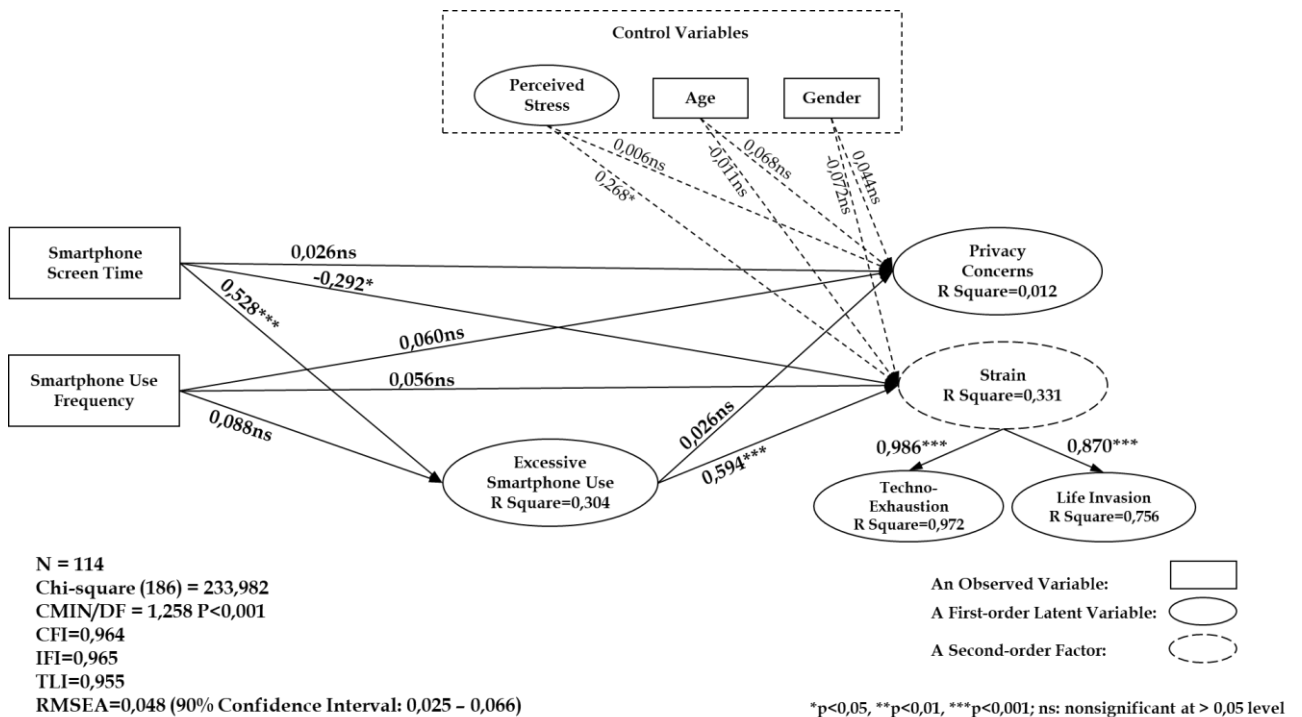 Control Variables
Perceived
Stress
Age
Gender
0,006ns
0,268*
-0,011ns
0,068ns
-0,072ns
0,044ns
Smartphone
Screen Time
0,026ns
-0,292*
0,528***
Privacy
Concerns
R Square=0,012
Smartphone Use
Frequency
0,060ns
0,056ns
0,088ns
Strain
R Square=0,331
0,026ns
0,594***
Excessive
Smartphone Use
R Square=0,304
0,986***
0,870***
Techno-
Exhaustion
R Square=0,972
Life Invasion
R Square=0,756
N = 114
Chi-square (186) = 233,982
CMIN/DF = 1,258 P<0,001
CFI=0,964
IFI=0,965
TLI=0,955
RMSEA=0,048 (90% Confidence Interval: 0,025 – 0,066)
An Observed Variable:
A First-order Latent Variable:
A Second-order Factor:
*p<0,05, **p<0,01, ***p<0,001; ns: nonsignificant at > 0,05 level